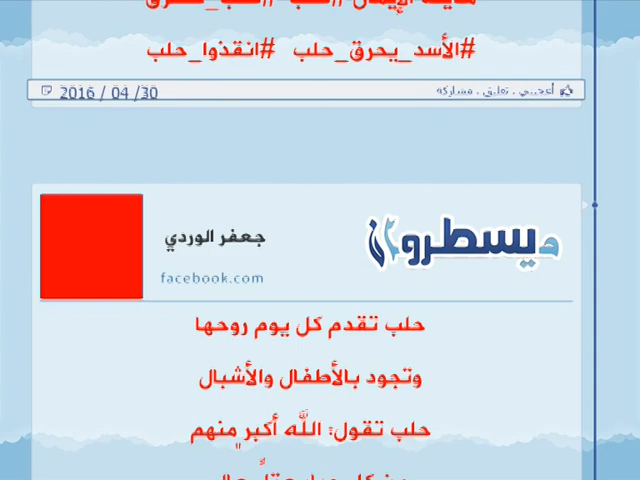 #الأسد_يحرق_حلب #انقذوا_حلب
أعجبني . تعليق . مشاركة
2016 / 04 /30
ويسطرون
جعفر الوردي
facebook.com
حلب تقدم كل يوم روحها
وتجود بالأطفال والأشبال
حلب تقول: اللّٰه أكبر منهم